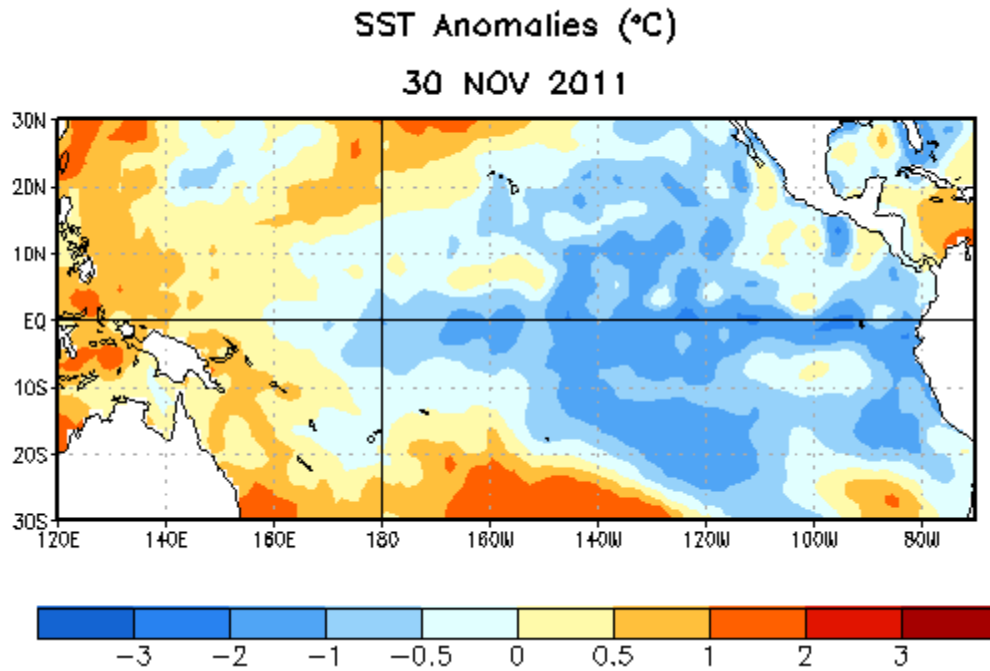 SST Anomalies (°C)
30 NOV 2011
30N
20N
10N
EQ
10S
20S
30S
120E 140E 160E 180 160W 140W 120W 100W 80W
-3 -2 -1 -0.5 0 0.5 1 2 3